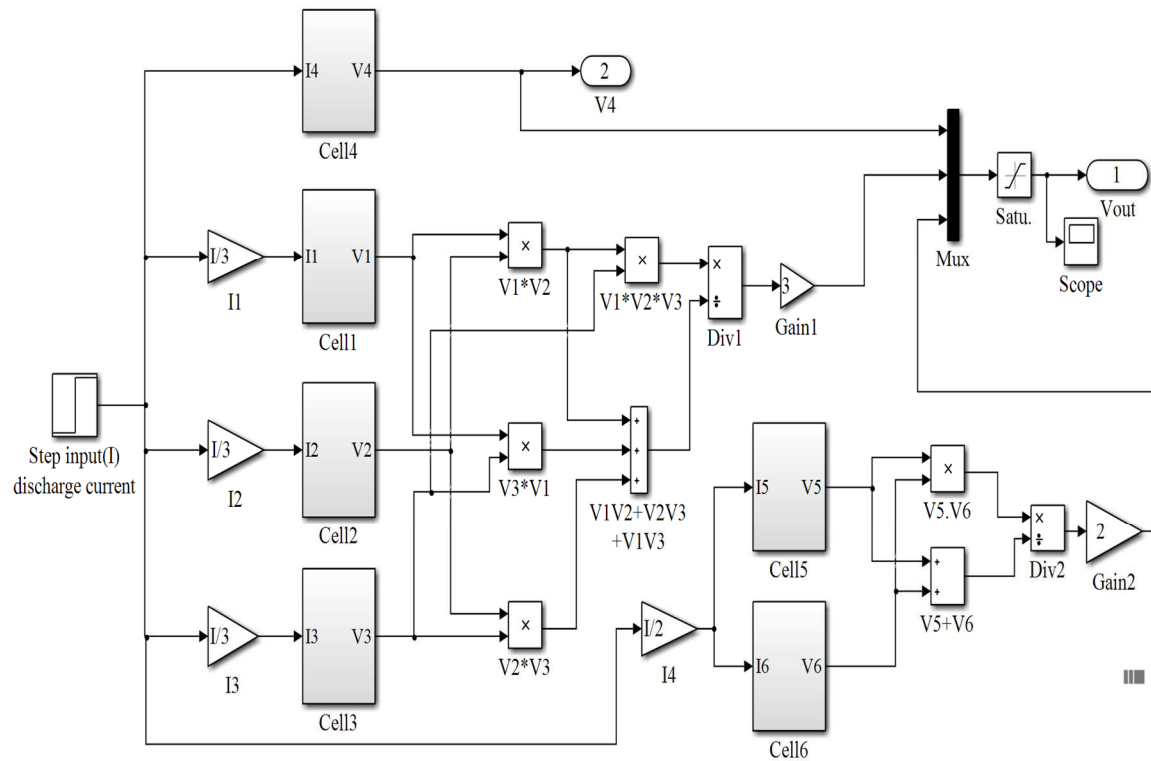 I4
V4
Cell4
2
V4
I/3
I1
I1
V1
Cell1
×
V1*V2
×
V1*V2*V3
×
÷
Div1
3
Gain1
Mux
Satu.
1
Vout
Scope
Step input(I)
discharge current
I/3
I2
I2
V2
Cell2
×
V3*V1
+
+
+
V1V2+V2V3
+V1V3
I/3
I3
I3
V3
Cell3
×
V2*V3
I/2
I4
I5
V5
Cell5
I6
V6
Cell6
×
V5.V6
+
+
V5+V6
×
÷
Div2
2
Gain2